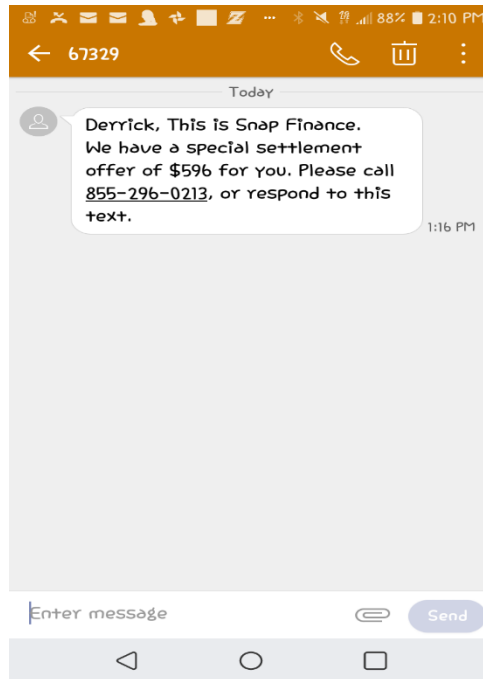 88% 2:10 PM
67329
Today
Derrick, This is Snap Finance.
We have a special settlement
offer of $596 for you. Please call
855-296-0213, or respond to this
text.
1:16 PM
Enter message
Send